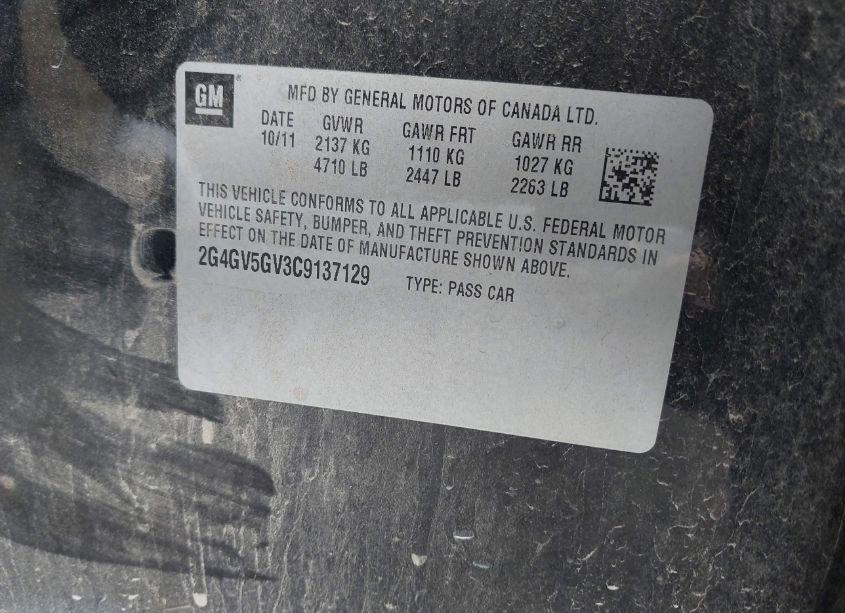 GM
MFD BY GENERAL MOTORS OF CANADA LTD.
DATE GVWR GAWR FRT GAWR RR
10/11 2137 KG 1110 KG 1027 KG
4710 LB 2447 LB 2263 LB
THIS VEHICLE CONFORMS TO ALL APPLICABLE U.S. FEDERAL MOTOR
VEHICLE SAFETY, BUMPER, AND THEFT PREVENTION STANDARDS IN
EFFECT ON THE DATE OF MANUFACTURE SHOWN ABOVE.
2G4GV5GV3C9137129 TYPE: PASS CAR